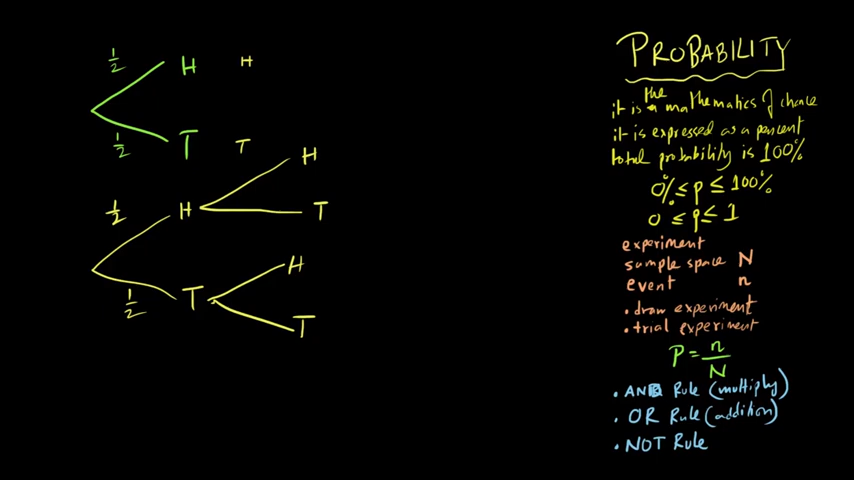 1/2 H H
1/2 T T
H
1/2 H
T
H
1/2 T
T
PROBABILITY
it is the mathematics of chance
it is expressed as a percent
total probability is 100%
0% ≤ p ≤ 100%
0 ≤ p ≤ 1
experiment
sample space N
event n
• draw experiment
• trial experiment
P = n/N
• AND Rule (multiply)
• OR Rule (addition)
• NOT Rule